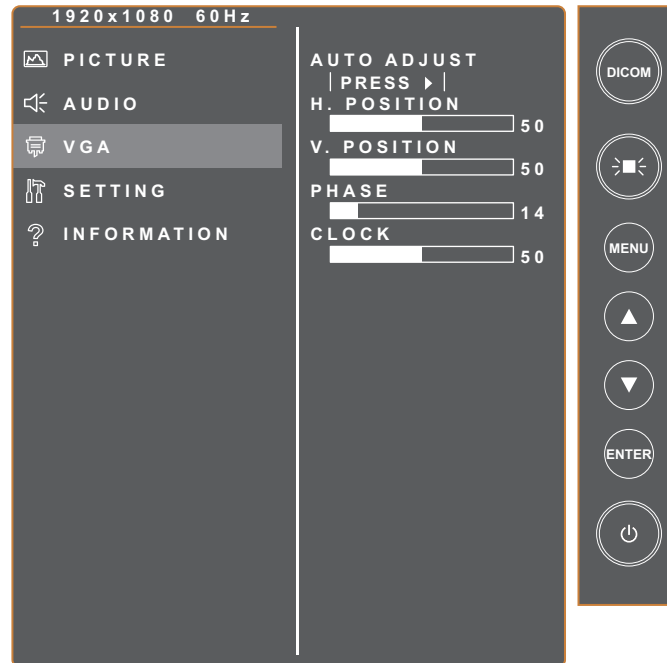 1920x1080 60Hz
PICTURE
AUDIO
VGA
SETTING
INFORMATION
AUTO ADJUST
PRESS
H. POSITION
50
V. POSITION
50
PHASE
14
CLOCK
50
DICOM
MENU
ENTER